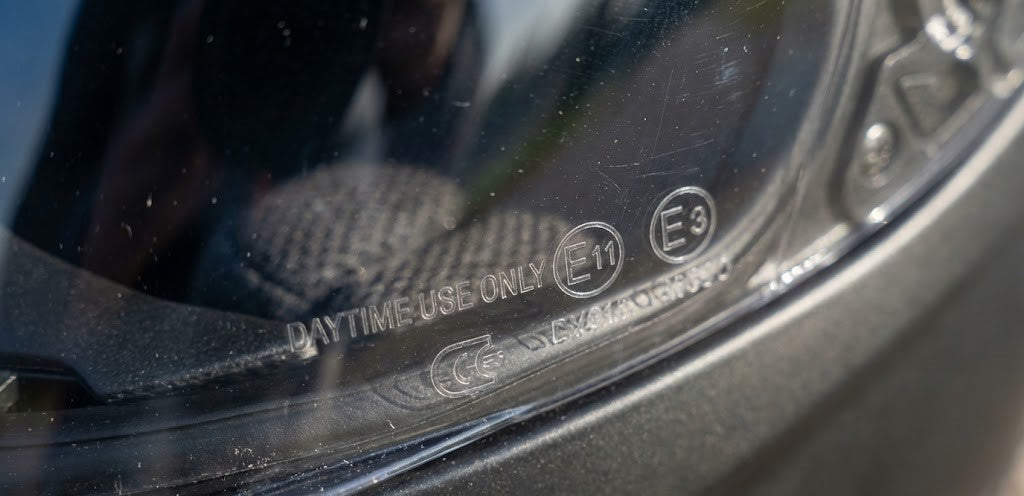 DAYTIME USE ONLY E11 E3
ECE